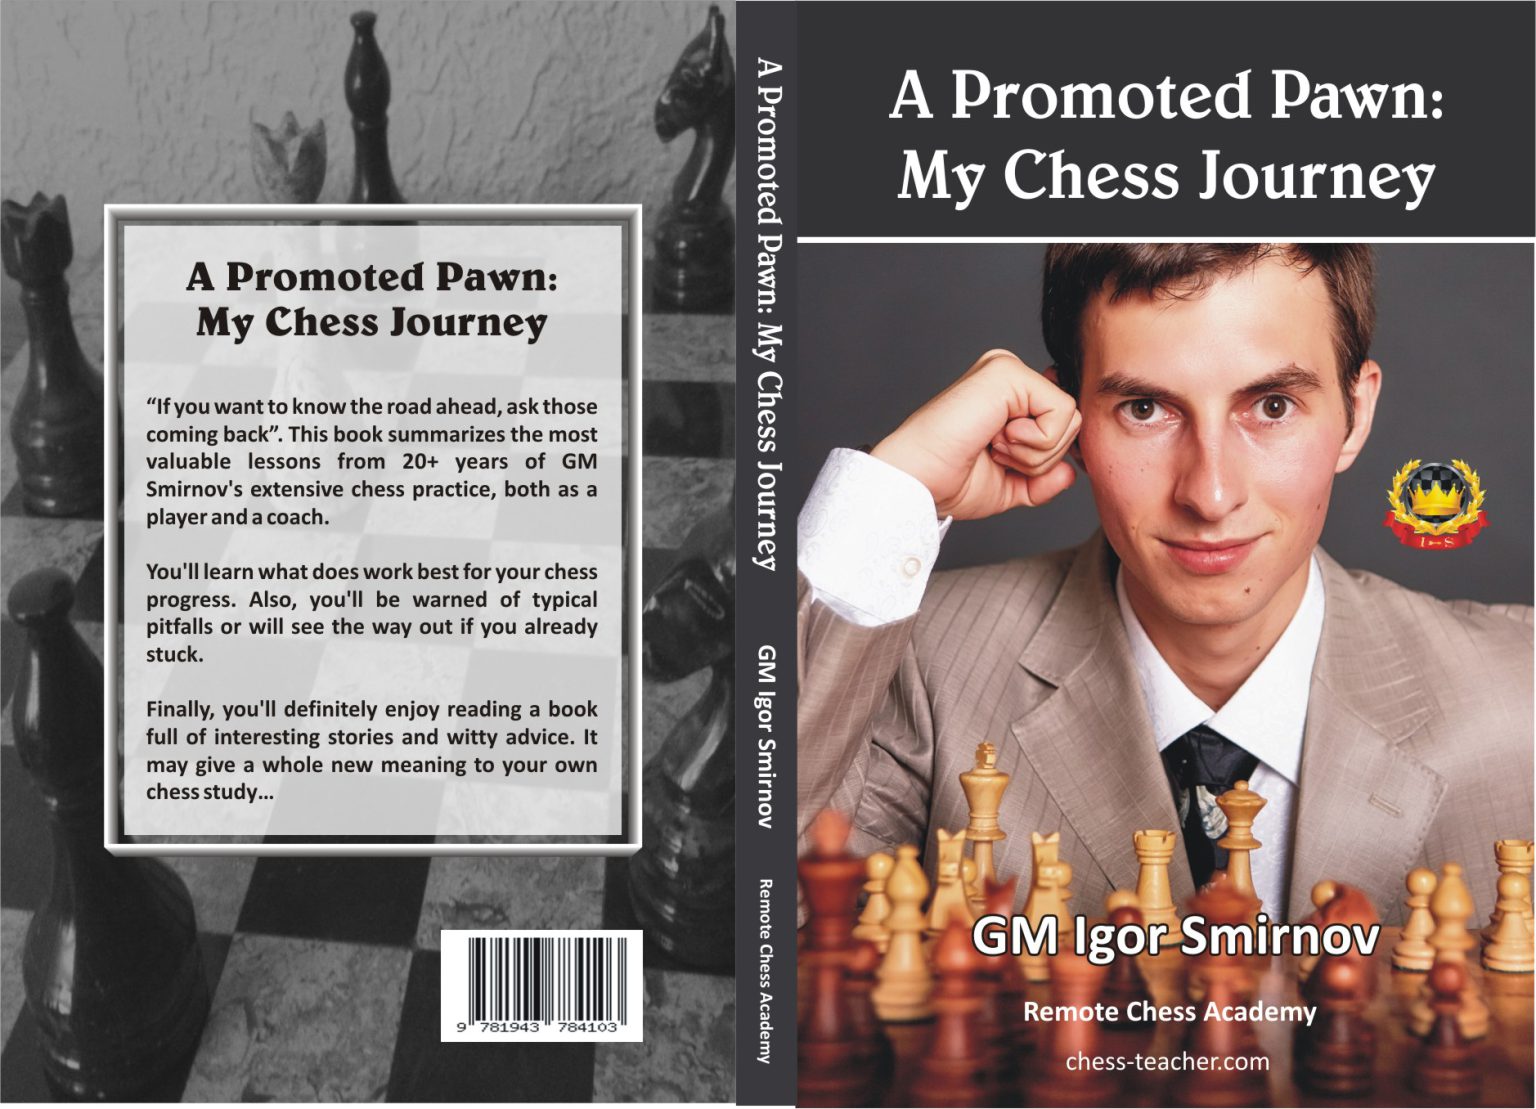 A Promoted Pawn:
My Chess Journey
“If you want to know the road ahead, ask those
coming back”. This book summarizes the most
valuable lessons from 20+ years of GM
Smirnov's extensive chess practice, both as a
player and a coach.
You'll learn what does work best for your chess
progress. Also, you'll be warned of typical
pitfalls or will see the way out if you already
stuck.
Finally, you'll definitely enjoy reading a book
full of interesting stories and witty advice. It
may give a whole new meaning to your own
chess study...
9 781943 784103
A Promoted Pawn: My Chess Journey
GM Igor Smirnov
Remote Chess Academy
A Promoted Pawn:
My Chess Journey
I S
GM Igor Smirnov
Remote Chess Academy
chess-teacher.com